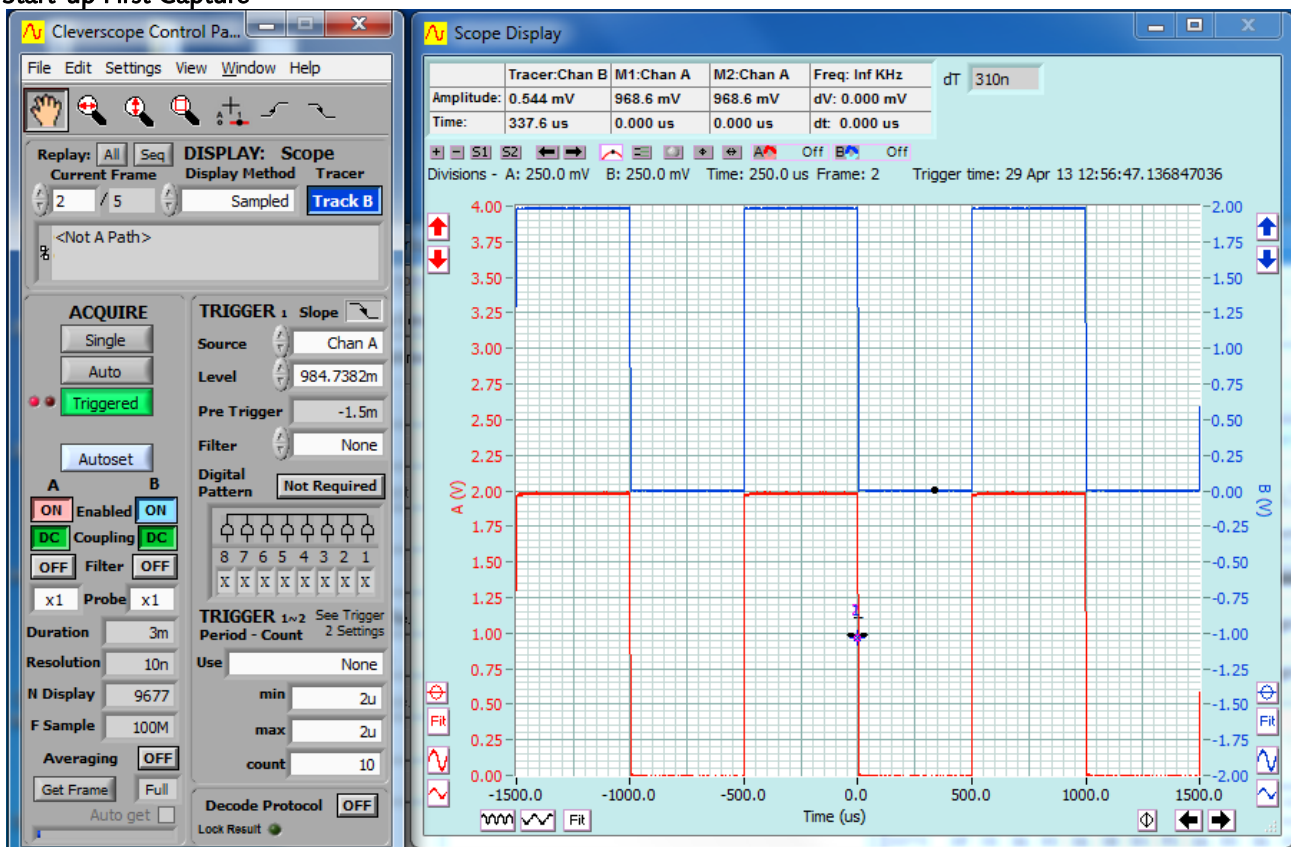 Start-up First Capture
Cleverscope Control Pa...
File Edit Settings View Window Help
Replay: All Seq DISPLAY: Scope
Current Frame Display Method Tracer
2 / 5 Sampled Track B
<Not A Path>
ACQUIRE
Single
Auto
Triggered
Autoset
A B
ON Enabled ON
DC Coupling DC
OFF Filter OFF
x1 Probe x1
Duration 3m
Resolution 10n
N Display 9677
F Sample 100M
Averaging OFF
Get Frame Full
Auto get
TRIGGER 1 Slope
Source Chan A
Level 984.7382m
Pre Trigger -1.5m
Filter None
Digital
Pattern Not Required
8 7 6 5 4 3 2 1
X X X X X X X X
TRIGGER 1~2 See Trigger
Period - Count 2 Settings
Use None
min 2u
max 2u
count 10
Decode Protocol OFF
Lock Result
Scope Display
Tracer:Chan B M1:Chan A M2:Chan A Freq: Inf KHz
Amplitude: 0.544 mV 968.6 mV 968.6 mV dV: 0.000 mV
Time: 337.6 us 0.000 us 0.000 us dt: 0.000 us
dT 310n
S1 S2 A Off B Off
Divisions - A: 250.0 mV B: 250.0 mV Time: 250.0 us Frame: 2 Trigger time: 29 Apr 13 12:56:47.136847036
4.00
3.75
3.50
3.25
3.00
2.75
2.50
2.25
2.00
1.75
1.50
1.25
1.00
0.75
0.50
0.25
0.00
A (V)
Fit
-2.00
-1.75
-1.50
-1.25
-1.00
-0.75
-0.50
-0.25
-0.00
-0.25
-0.50
-0.75
-1.00
-1.25
-1.50
-1.75
-2.00
B (V)
Fit
1
-1500.0 -1000.0 -500.0 0.0 500.0 1000.0 1500.0
Time (us)
Fit